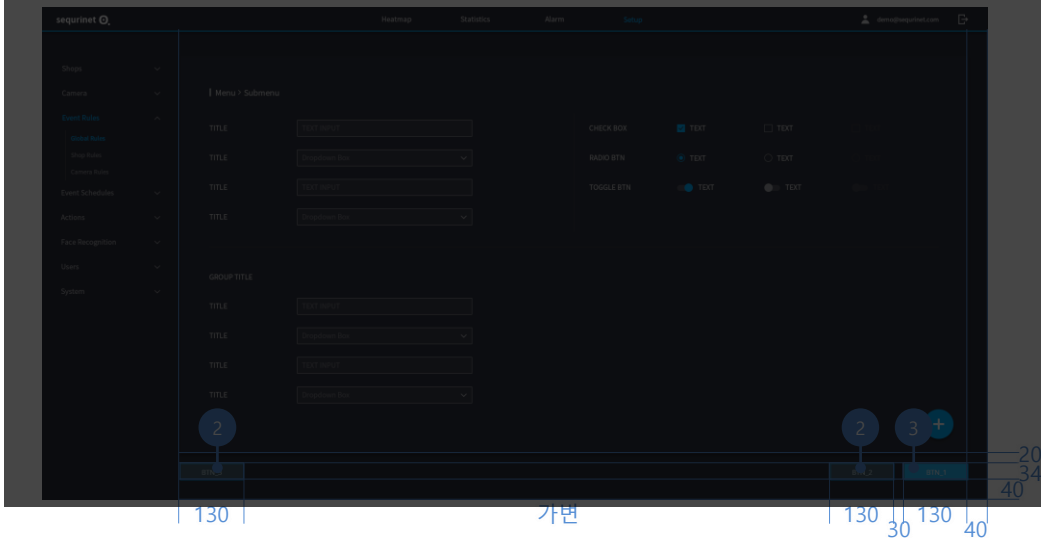 sequrinet
Heatmap Statistics Alarm Setup demo@sequrinet.com
Shops
Camera
Menu > Submenu
Event Rules
Global Rules
TITLE TEXT INPUT CHECK BOX TEXT TEXT
Shop Rules
TITLE Dropdown Box RADIO BTN TEXT TEXT
Camera Rules
TITLE TEXT INPUT TOGGLE BTN TEXT TEXT
Event Schedules
Actions
TITLE Dropdown Box
Face Recognition
Users
GROUP TITLE
System
TITLE TEXT INPUT
TITLE Dropdown Box
TITLE TEXT INPUT
TITLE Dropdown Box
2 2 3 +
20
BTN_1
34
40
130 가변 130 30 130 40